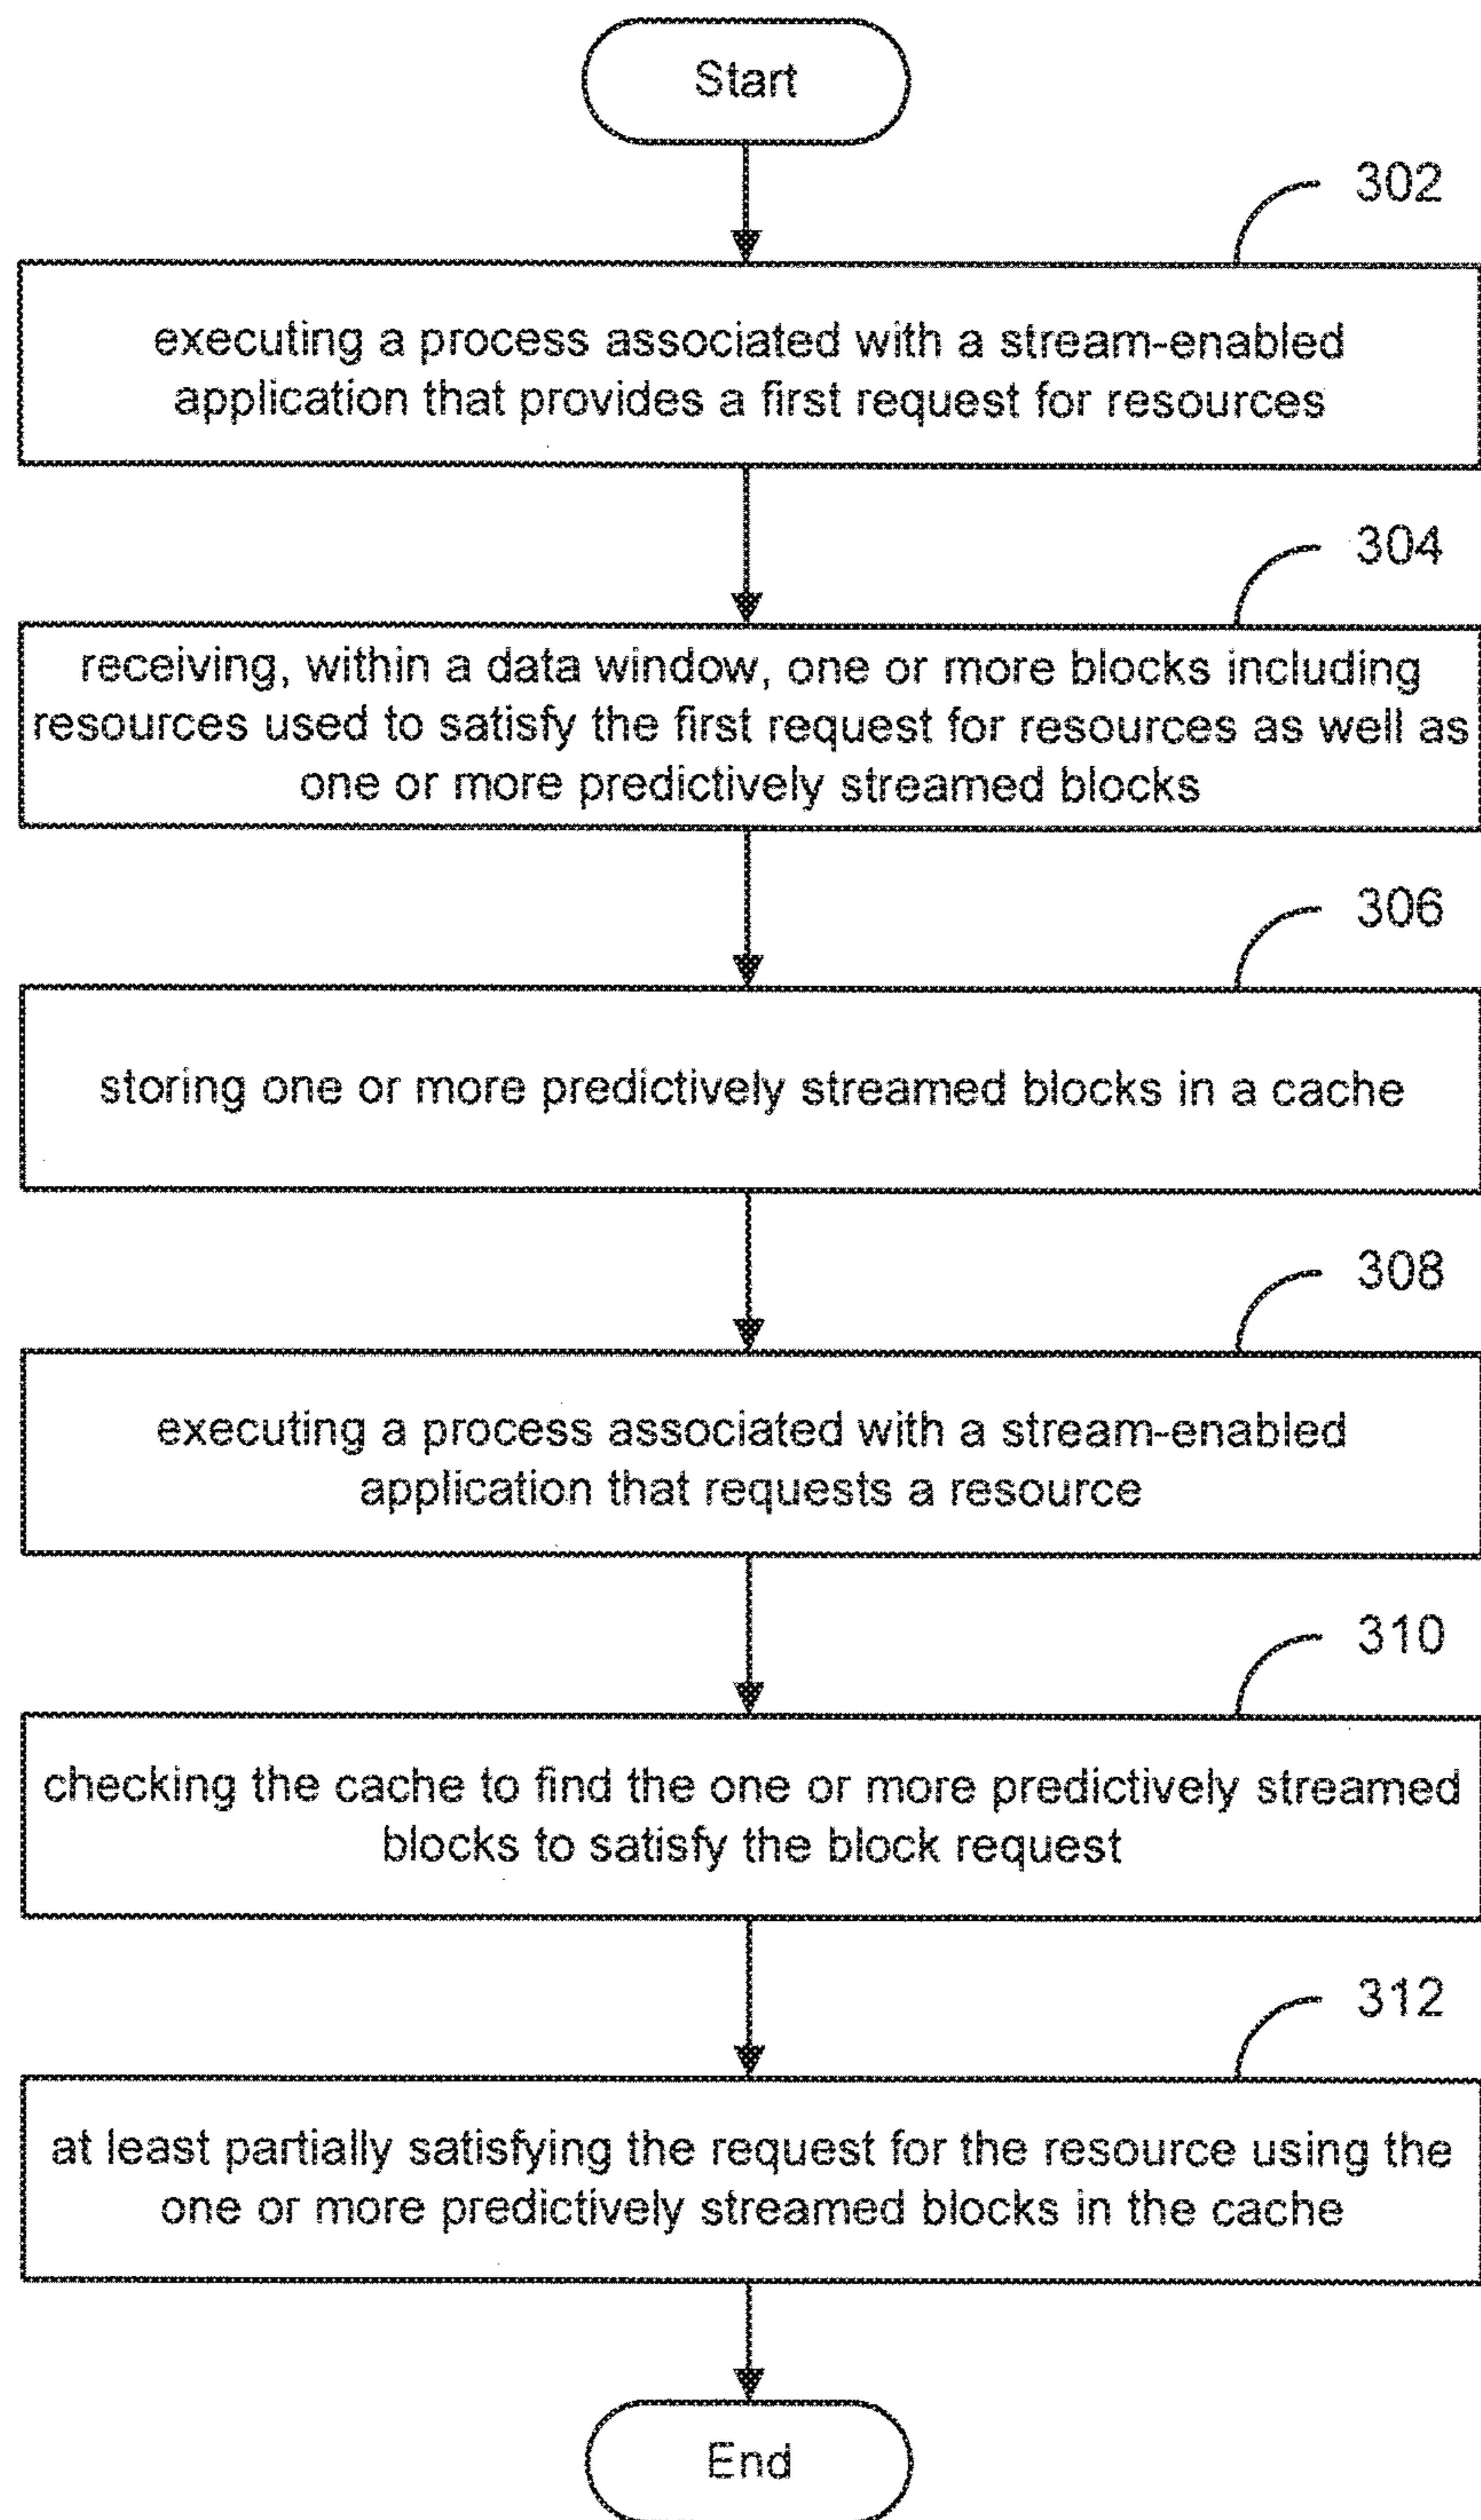 Start
302
executing a process associated with a stream-enabled
application that provides a first request for resources
304
receiving, within a data window, one or more blocks including
resources used to satisfy the first request for resources as well as
one or more predictively streamed blocks
306
storing one or more predictively streamed blocks in a cache
308
executing a process associated with a stream-enabled
application that requests a resource
310
checking the cache to find the one or more predictively streamed
blocks to satisfy the block request
312
at least partially satisfying the request for the resource using the
one or more predictively streamed blocks in the cache
End